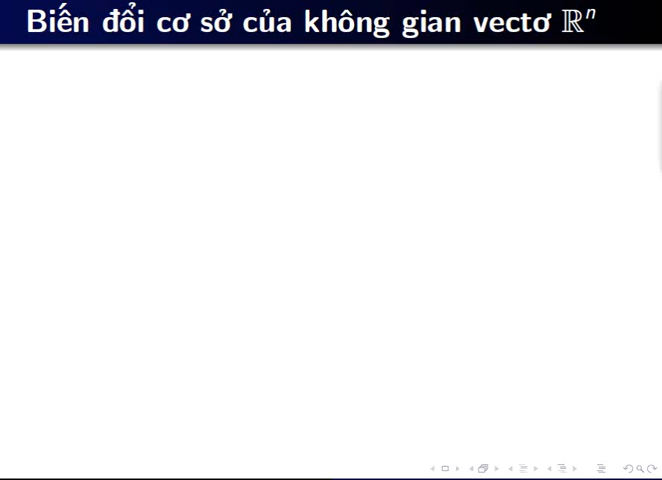 Biến đổi cơ sở của không gian vectơ ℝⁿ